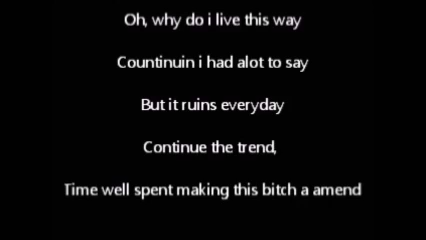 Oh, why do i live this way
Countinuin i had alot to say
But it ruins everyday
Continue the trend,
Time well spent making this bitch a amend